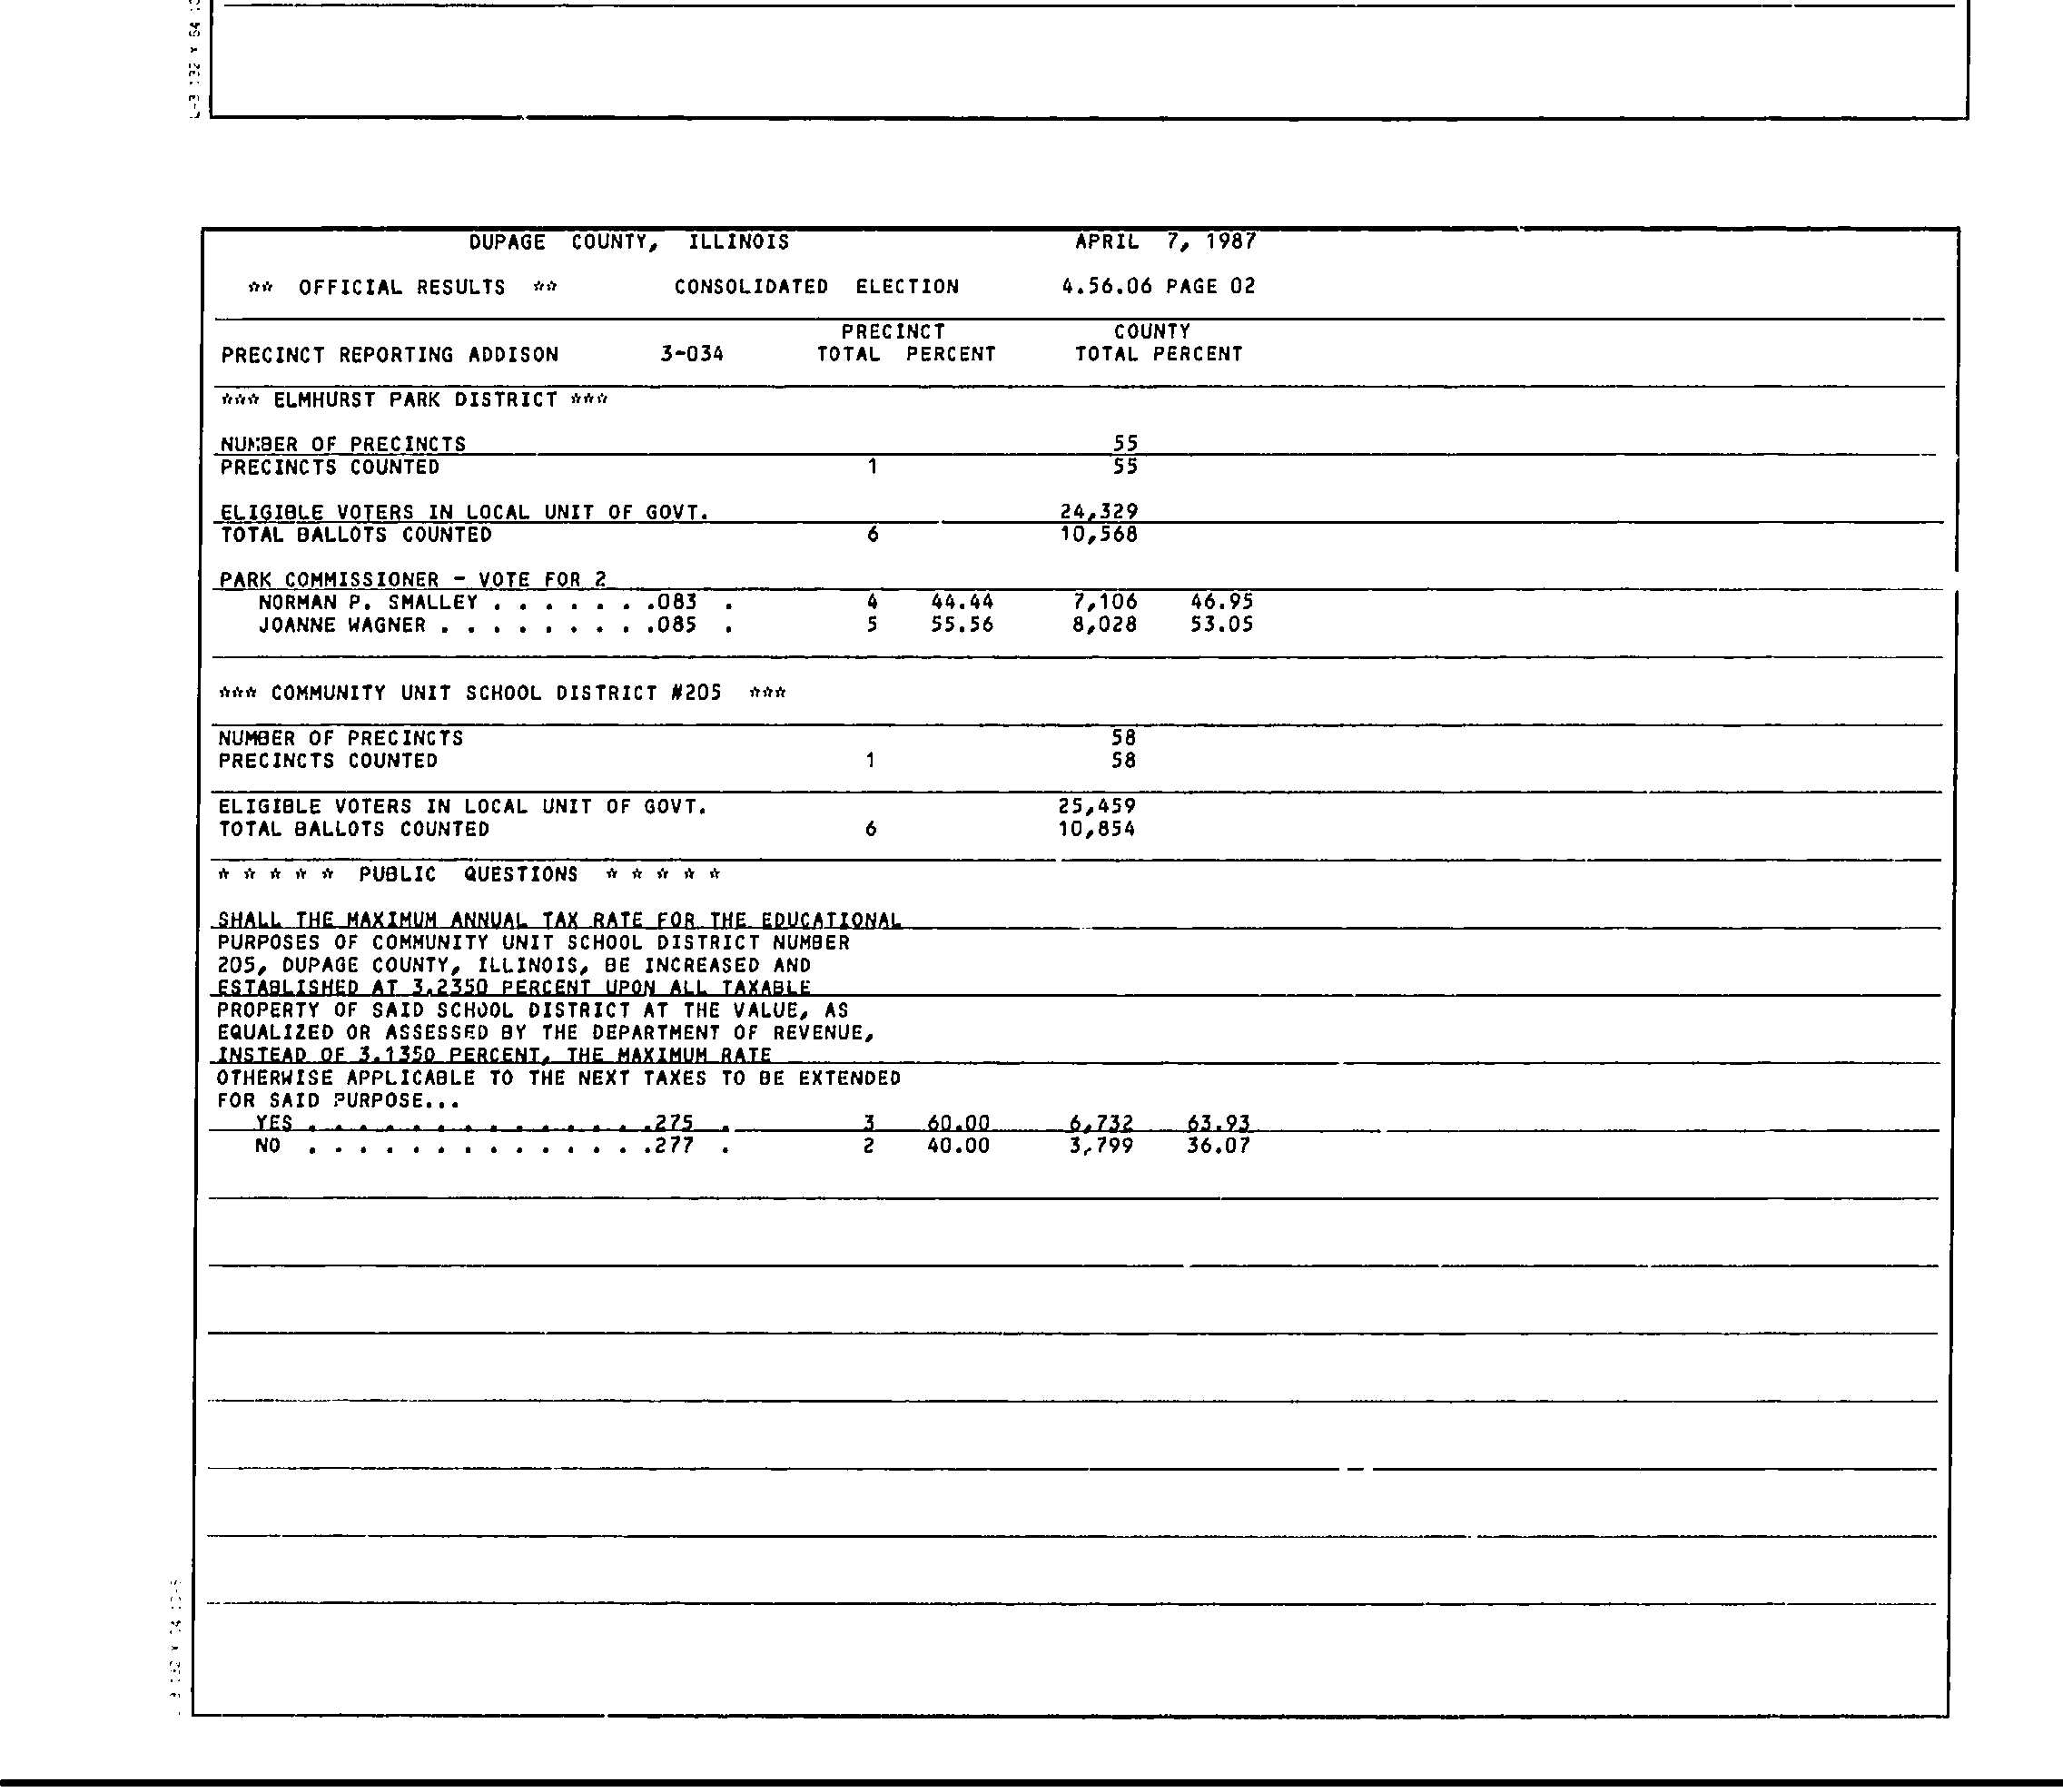 DUPAGE COUNTY, ILLINOIS APRIL 7, 1987
** OFFICIAL RESULTS ** CONSOLIDATED ELECTION 4.56.06 PAGE 02
PRECINCT COUNTY
PRECINCT REPORTING ADDISON 3-034 TOTAL PERCENT TOTAL PERCENT
*** ELMHURST PARK DISTRICT ***
NUMBER OF PRECINCTS 55
PRECINCTS COUNTED 1 55
ELIGIBLE VOTERS IN LOCAL UNIT OF GOVT. 24,329
TOTAL BALLOTS COUNTED 6 10,568
PARK COMMISSIONER - VOTE FOR 2
NORMAN P. SMALLEY . . . . . . .083 . 4 44.44 7,106 46.95
JOANNE WAGNER . . . . . . . . .085 . 5 55.56 8,028 53.05
*** COMMUNITY UNIT SCHOOL DISTRICT #205 ***
NUMBER OF PRECINCTS 58
PRECINCTS COUNTED 1 58
ELIGIBLE VOTERS IN LOCAL UNIT OF GOVT. 25,459
TOTAL BALLOTS COUNTED 6 10,854
* * * * * PUBLIC QUESTIONS * * * * *
SHALL THE MAXIMUM ANNUAL TAX RATE FOR THE EDUCATIONAL
PURPOSES OF COMMUNITY UNIT SCHOOL DISTRICT NUMBER
205, DUPAGE COUNTY, ILLINOIS, BE INCREASED AND
ESTABLISHED AT 3.2350 PERCENT UPON ALL TAXABLE
PROPERTY OF SAID SCHOOL DISTRICT AT THE VALUE, AS
EQUALIZED OR ASSESSED BY THE DEPARTMENT OF REVENUE,
INSTEAD OF 3.1350 PERCENT, THE MAXIMUM RATE
OTHERWISE APPLICABLE TO THE NEXT TAXES TO BE EXTENDED
FOR SAID PURPOSE...
YES . . . . . . . . . . . . . .275 . 3 60.00 6,732 63.93
NO . . . . . . . . . . . . . .277 . 2 40.00 3,799 36.07